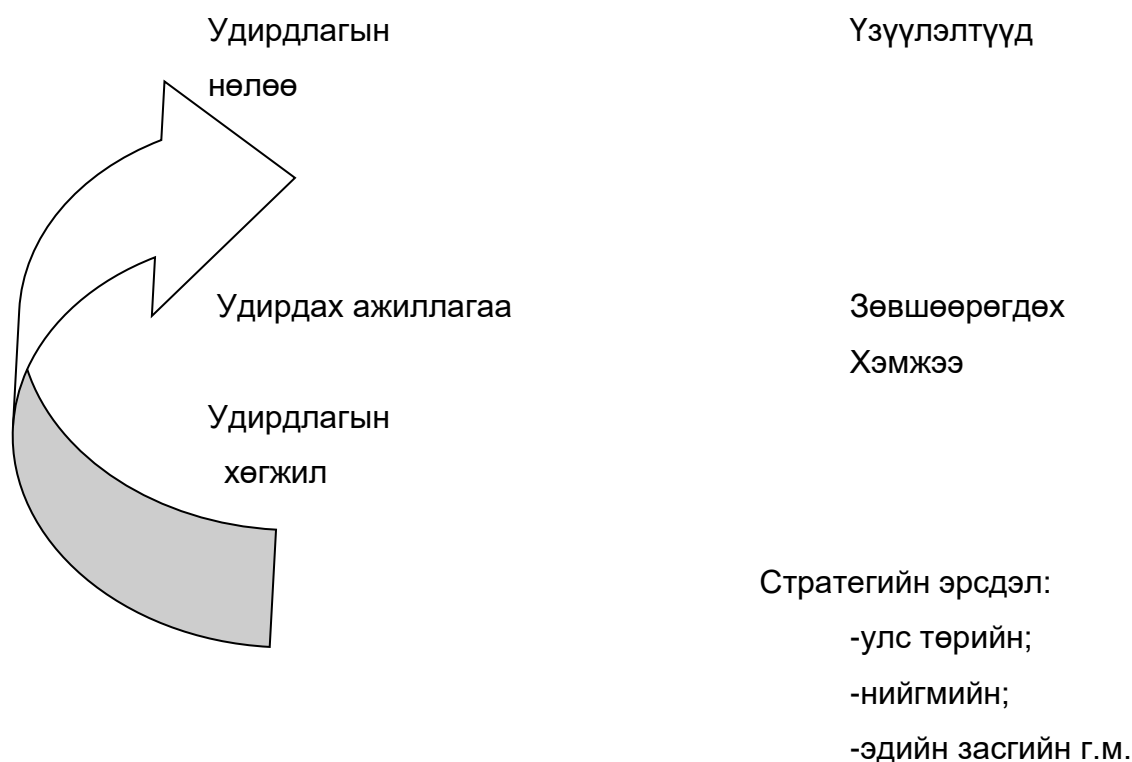 Удирдлагын
нөлөө
Үзүүлэлтүүд
Удирдах ажиллагаа
Зөвшөөрөгдөх
Хэмжээ
Удирдлагын
хөгжил
Стратегийн эрсдэл:
-улс төрийн;
-нийгмийн;
-эдийн засгийн г.м.